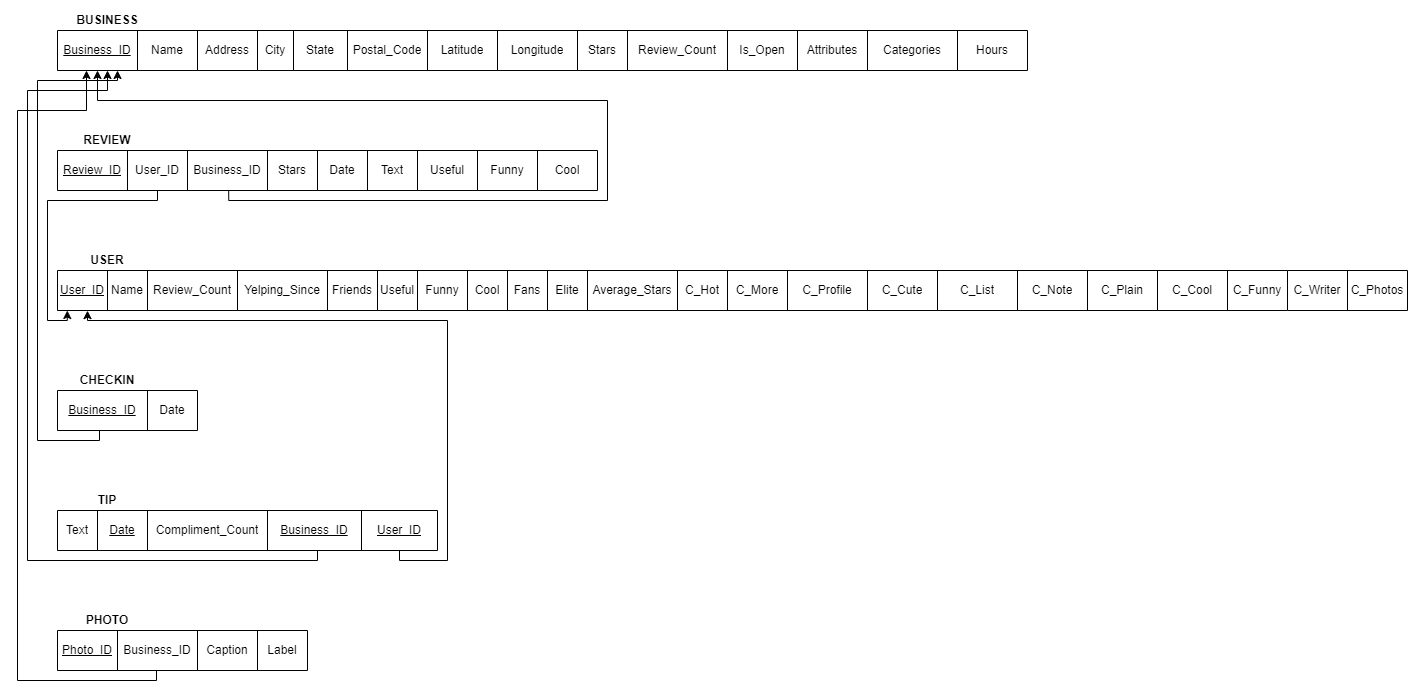 BUSINESS
Business_ID Name Address City State Postal_Code Latitude Longitude Stars Review_Count Is_Open Attributes Categories Hours
REVIEW
Review_ID User_ID Business_ID Stars Date Text Useful Funny Cool
USER
User_ID Name Review_Count Yelping_Since Friends Useful Funny Cool Fans Elite Average_Stars C_Hot C_More C_Profile C_Cute C_List C_Note C_Plain C_Cool C_Funny C_Writer C_Photos
CHECKIN
Business_ID Date
TIP
Text Date Compliment_Count Business_ID User_ID
PHOTO
Photo_ID Business_ID Caption Label